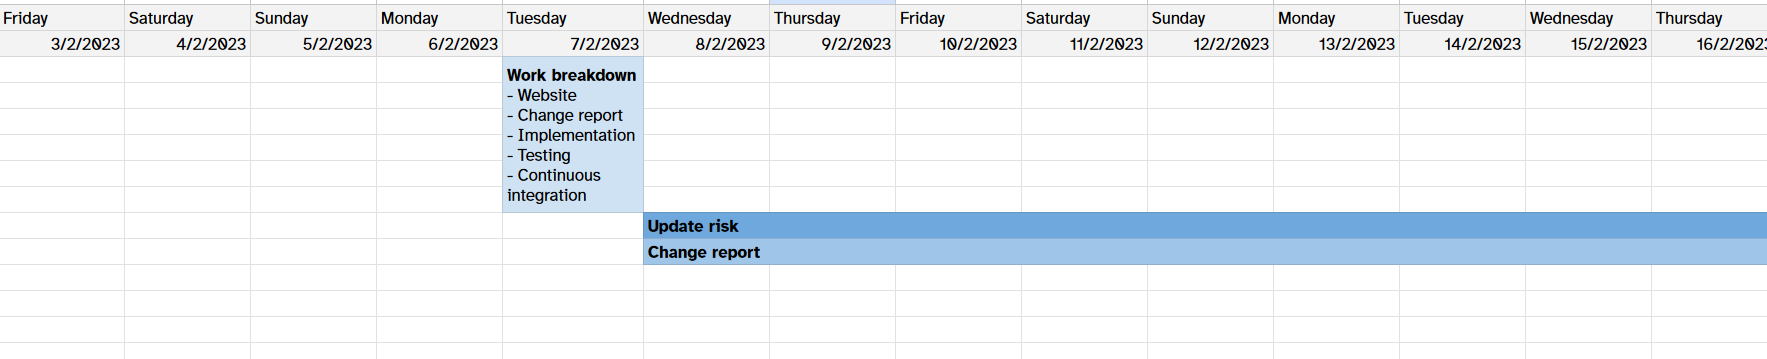 Friday Saturday Sunday Monday Tuesday Wednesday Thursday Friday Saturday Sunday Monday Tuesday Wednesday Thursday
3/2/2023 4/2/2023 5/2/2023 6/2/2023 7/2/2023 8/2/2023 9/2/2023 10/2/2023 11/2/2023 12/2/2023 13/2/2023 14/2/2023 15/2/2023 16/2/202
Work breakdown
- Website
- Change report
- Implementation
- Testing
- Continuous
integration
Update risk
Change report